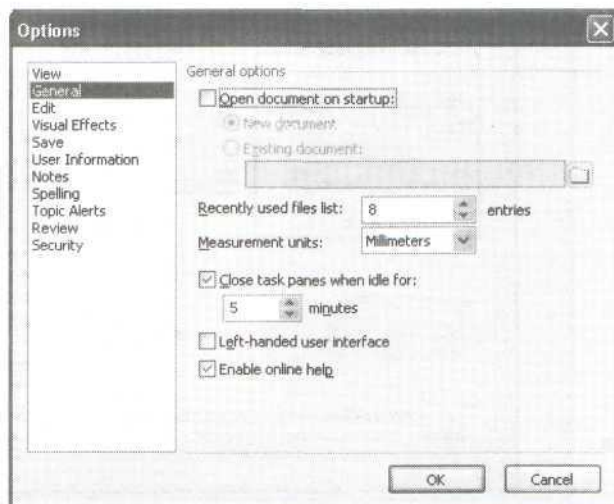 Options
View
General
Edit
Visual Effects
Save
User Information
Notes
Spelling
Topic Alerts
Review
Security
General options
Open document on startup:
New document
Existing document:
Recently used files list: 8 entries
Measurement units: Millimeters
Close task panes when idle for:
5 minutes
Left-handed user interface
Enable online help
OK Cancel